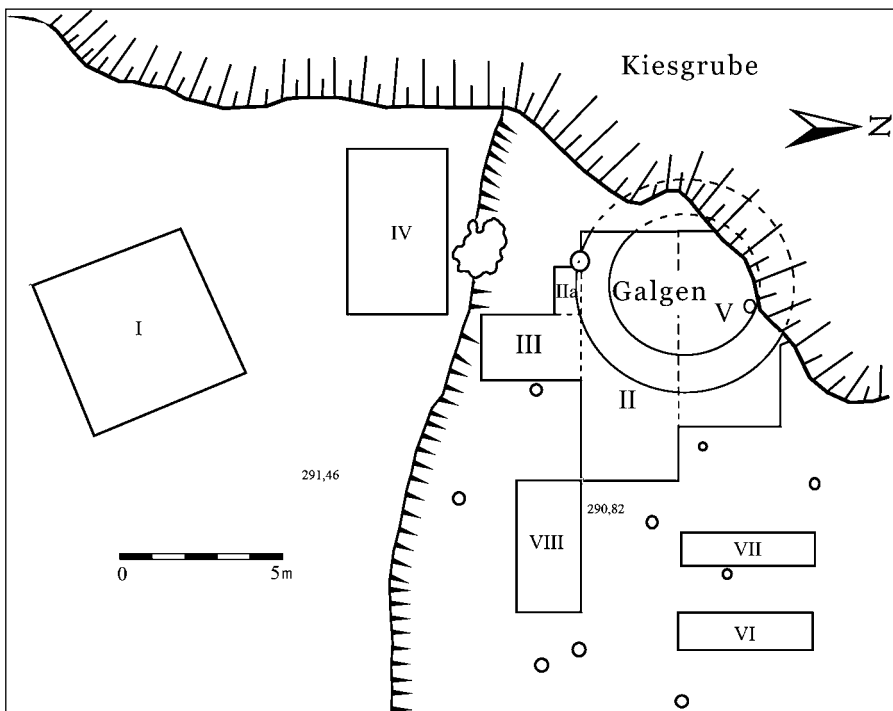 Kiesgrube
N
IV
I
IIa
Galgen
V
III
II
291,46
290,82
VIII
VII
0 5m
VI